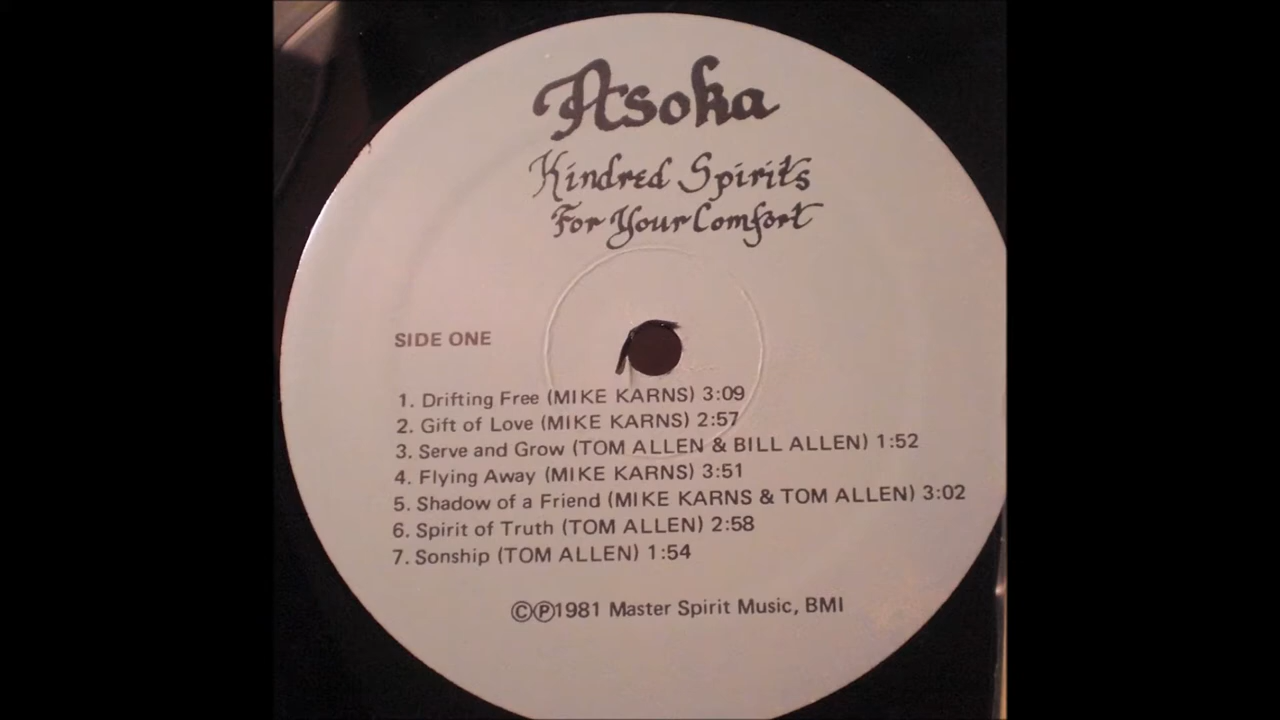 Asoka
Kindred Spirits
For Your Comfort
SIDE ONE
1. Drifting Free (MIKE KARNS) 3:09
2. Gift of Love (MIKE KARNS) 2:57
3. Serve and Grow (TOM ALLEN & BILL ALLEN) 1:52
4. Flying Away (MIKE KARNS) 3:51
5. Shadow of a Friend (MIKE KARNS & TOM ALLEN) 3:02
6. Spirit of Truth (TOM ALLEN) 2:58
7. Sonship (TOM ALLEN) 1:54
©℗1981 Master Spirit Music, BMI